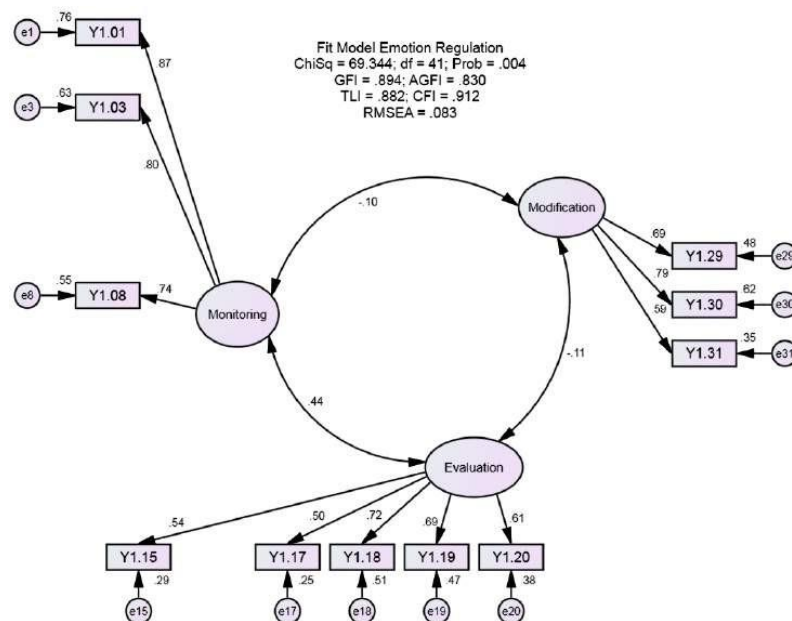 Fit Model Emotion Regulation
ChiSq = 69.344; df = 41; Prob = .004
GFI = .894; AGFI = .830
TLI = .882; CFI = .912
RMSEA = .083
e1
.76
Y1.01
.87
e3
.63
Y1.03
.80
e8
.55
Y1.08
.74
Monitoring
-.10
Modification
.69
.79
.59
Y1.29
.48
e29
Y1.30
.62
e30
Y1.31
.35
e31
-.11
.44
Evaluation
.54
.50
.72
.69
.61
Y1.15
Y1.17
Y1.18
Y1.19
Y1.20
.29
.25
.51
.47
.38
e15
e17
e18
e19
e20